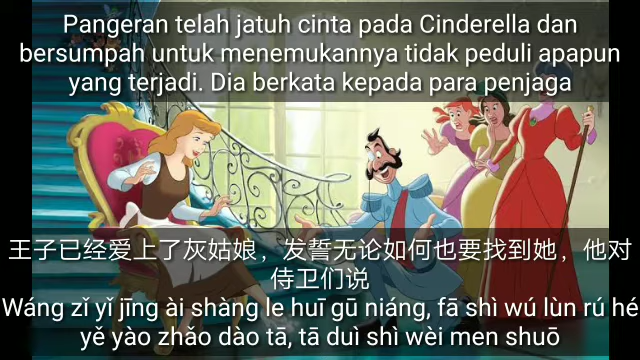 Pangeran telah jatuh cinta pada Cinderella dan
bersumpah untuk menemukannya tidak peduli apapun
yang terjadi. Dia berkata kepada para penjaga
王子已经爱上了灰姑娘，发誓无论如何也要找到她，他对
侍卫们说
Wáng zǐ yǐ jīng ài shàng le huī gū niáng, fā shì wú lùn rú hé
yě yào zhǎo dào tā, tā duì shì wèi men shuō